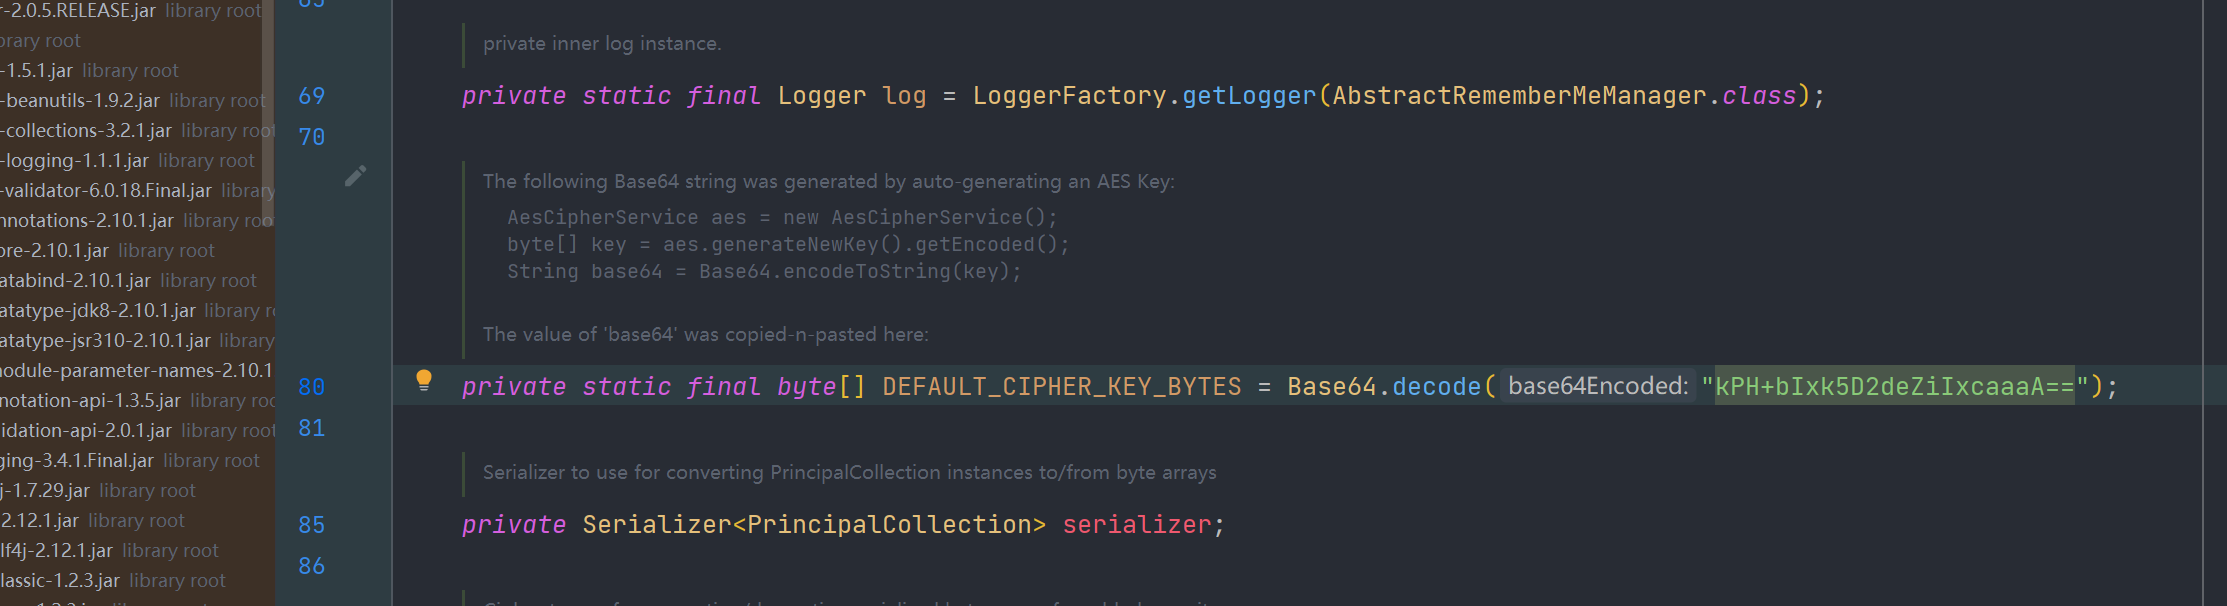 r-2.0.5.RELEASE.jar library root
brary root
-1.5.1.jar library root
-beanutils-1.9.2.jar library root
-collections-3.2.1.jar library root
-logging-1.1.1.jar library root
-validator-6.0.18.Final.jar library
nnotations-2.10.1.jar library roo
ore-2.10.1.jar library root
atabind-2.10.1.jar library root
atatype-jdk8-2.10.1.jar library r
atatype-jsr310-2.10.1.jar library
nodule-parameter-names-2.10.1
notation-api-1.3.5.jar library roo
idation-api-2.0.1.jar library root
ging-3.4.1.Final.jar library root
j-1.7.29.jar library root
2.12.1.jar library root
lf4j-2.12.1.jar library root
lassic-1.2.3.jar library root
private inner log instance.
69 private static final Logger log = LoggerFactory.getLogger(AbstractRememberMeManager.class);
70
The following Base64 string was generated by auto-generating an AES Key:
AesCipherService aes = new AesCipherService();
byte[] key = aes.generateNewKey().getEncoded();
String base64 = Base64.encodeToString(key);
The value of 'base64' was copied-n-pasted here:
80 private static final byte[] DEFAULT_CIPHER_KEY_BYTES = Base64.decode( base64Encoded: "kPH+bIxk5D2deZiIxcaaaA==");
81
Serializer to use for converting PrincipalCollection instances to/from byte arrays
85 private Serializer<PrincipalCollection> serializer;
86